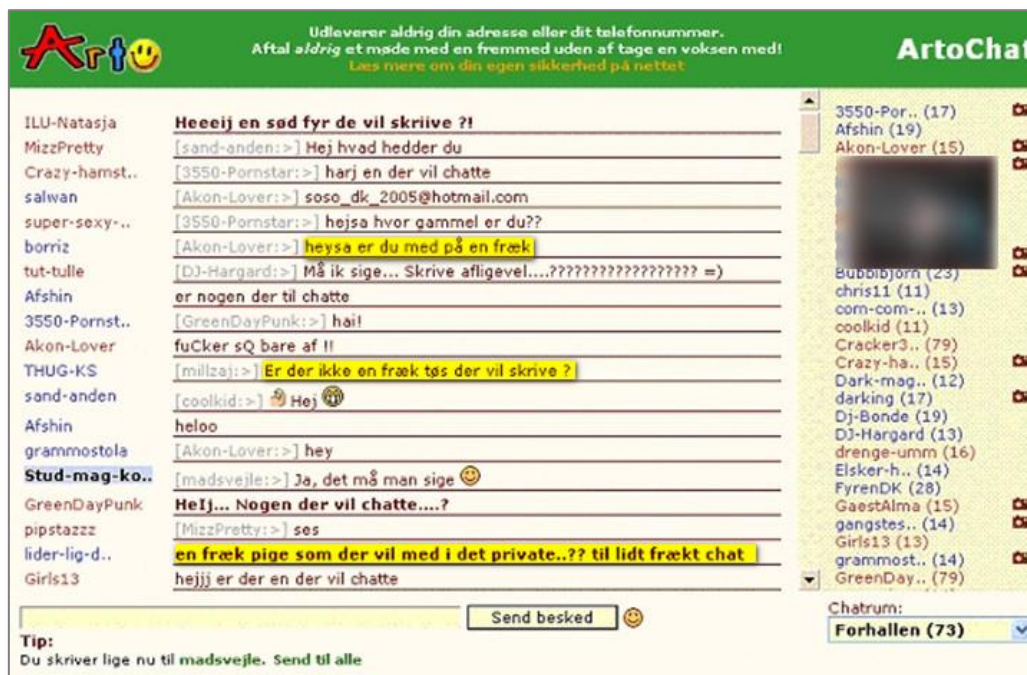 Arto
Udleverer aldrig din adresse eller dit telefonnummer.
Aftal aldrig et møde med en fremmed uden af tage en voksen med!
Læs mere om din egen sikkerhed på nettet
ArtoChat
ILU-Natasja Heeeij en sød fyr de vil skriive ?!
MizzPretty [sand-anden:>] Hej hvad hedder du
Crazy-hamst.. [3550-Pornstar:>] harj en der vil chatte
salwan [Akon-Lover:>] soso_dk_2005@hotmail.com
super-sexy-.. [3550-Pornstar:>] hejsa hvor gammel er du??
borriz [Akon-Lover:>] heysa er du med på en fræk
tut-tulle [DJ-Hargard:>] Må ik sige... Skrive afligevel....?????????????????? =)
Afshin er nogen der til chatte
3550-Pornst.. [GreenDayPunk:>] hai!
Akon-Lover fuCker sQ bare af !!
THUG-KS [millzaj:>] Er der ikke en fræk tøs der vil skrive ?
sand-anden [coolkid:>] Hej
Afshin heloo
grammostola [Akon-Lover:>] hey
Stud-mag-ko.. [madsvejle:>] Ja, det må man sige
GreenDayPunk HeIj... Nogen der vil chatte....?
pipstazzz [MizzPretty:>] ses
lider-lig-d.. en fræk pige som der vil med i det private..?? til lidt frækt chat
Girls13 hejjj er der en der vil chatte
3550-Por.. (17)
Afshin (19)
Akon-Lover (15)
Bubbibjorn (23)
chris11 (11)
com-com-.. (13)
coolkid (11)
Cracker3.. (79)
Crazy-ha.. (15)
Dark-mag.. (12)
darking (17)
Dj-Bonde (19)
DJ-Hargard (13)
drenge-umm (16)
Elsker-h.. (14)
FyrenDK (28)
GaestAlma (15)
gangstes.. (14)
Girls13 (13)
grammost.. (14)
GreenDay.. (79)
Send besked
Chatrum:
Forhallen (73)
Tip:
Du skriver lige nu til madsvejle. Send til alle